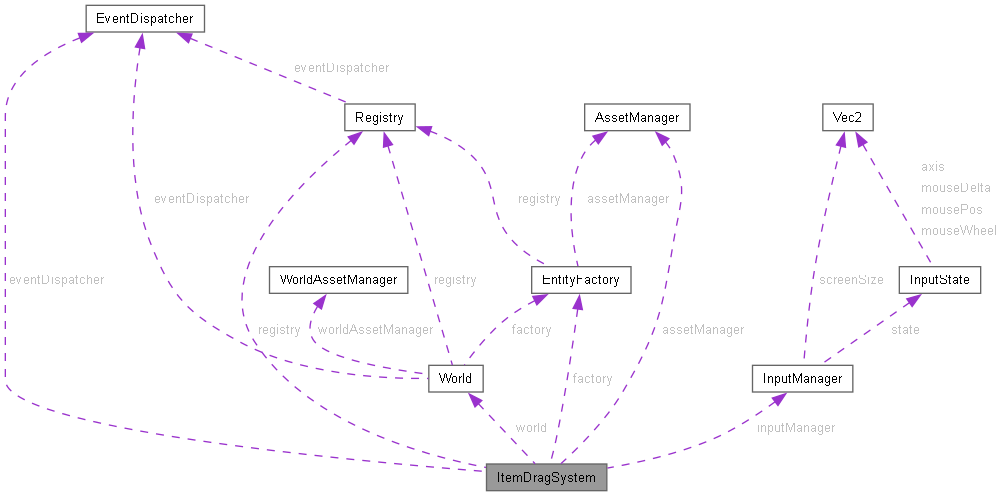 EventDispatcher
eventDispatcher
Registry
AssetManager
Vec2
axis
mouseDelta
mousePos
mouseWheel
eventDispatcher
registry
assetManager
eventDispatcher
WorldAssetManager
registry
EntityFactory
screenSize
InputState
registry
worldAssetManager
factory
assetManager
state
World
factory
InputManager
world
inputManager
ItemDragSystem